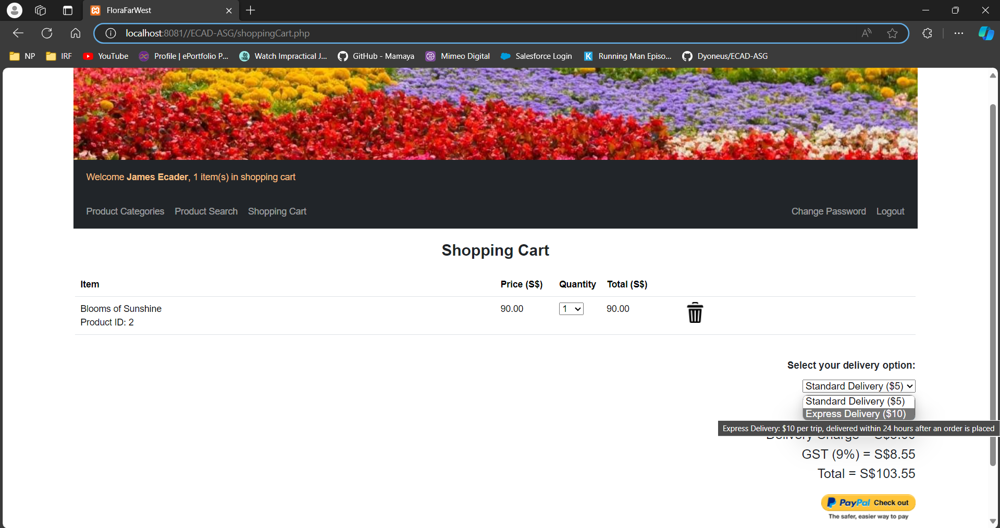 FloraFarWest
localhost:8081//ECAD-ASG/shoppingCart.php
NP IRF YouTube Profile | ePortfolio P... Watch Impractical J... GitHub - Mamaya Mimeo Digital Salesforce Login Running Man Episo... Dyoneus/ECAD-ASG
Welcome James Ecader, 1 item(s) in shopping cart
Product Categories Product Search Shopping Cart Change Password Logout
Shopping Cart
Item Price (S$) Quantity Total (S$)
Blooms of Sunshine 90.00 1 90.00
Product ID: 2
Select your delivery option:
Standard Delivery ($5)
Standard Delivery ($5)
Express Delivery ($10)
Express Delivery: $10 per trip, delivered within 24 hours after an order is placed
GST (9%) = S$8.55
Total = S$103.55
PayPal Check out
The safer, easier way to pay